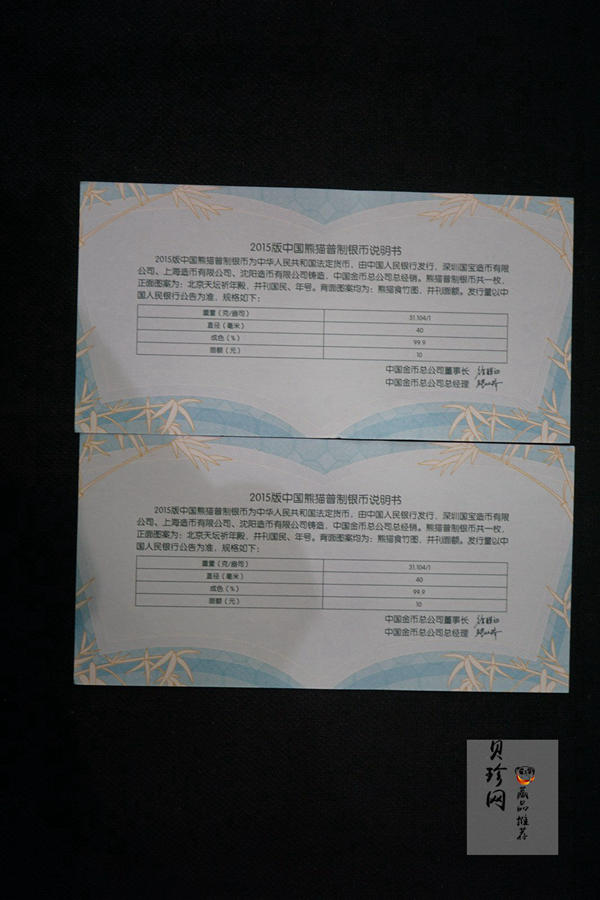 2015版中国熊猫普制银币说明书
2015版中国熊猫普制银币为中华人民共和国法定货币，由中国人民银行发行，深圳国宝造币有限
公司、上海造币有限公司、沈阳造币有限公司铸造，中国金币总公司总经销。熊猫普制银币共一枚，
正面图案为：北京天坛祈年殿，并刊国民、年号。背面图案均为：熊猫食竹图，并刊面额。发行量以中
国人民银行公告为准，规格如下：
重量（克/盎司） 31.104/1
直径（毫米） 40
成色（%） 99.9
面额（元） 10
中国金币总公司董事长
中国金币总公司总经理
2015版中国熊猫普制银币说明书
2015版中国熊猫普制银币为中华人民共和国法定货币，由中国人民银行发行，深圳国宝造币有限
公司、上海造币有限公司、沈阳造币有限公司铸造，中国金币总公司总经销。熊猫普制银币共一枚，
正面图案为：北京天坛祈年殿，并刊国民、年号。背面图案均为：熊猫食竹图，并刊面额。发行量以中
国人民银行公告为准，规格如下：
重量（克/盎司） 31.104/1
直径（毫米） 40
成色（%） 99.9
面额（元） 10
中国金币总公司董事长
中国金币总公司总经理
贝珍网
藏品推荐